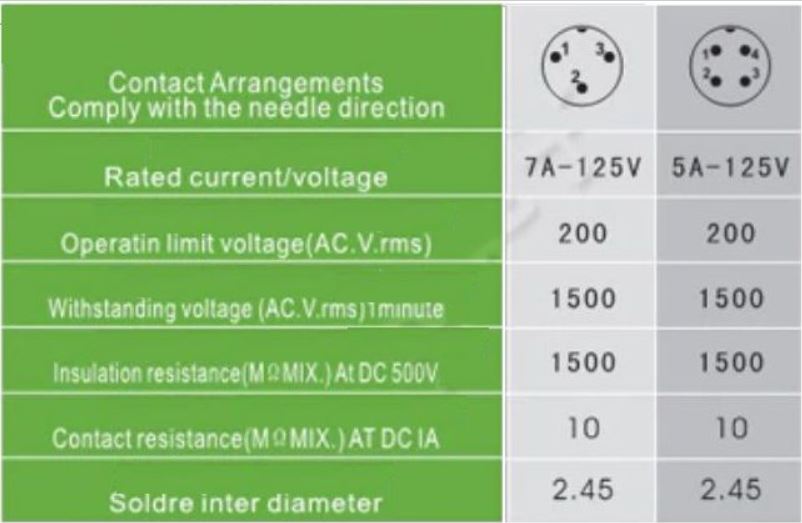 Contact Arrangements
Comply with the needle direction
1 3
2
1 4
2 3
Rated current/voltage 7A-125V 5A-125V
Operatin limit voltage(AC.V.rms) 200 200
Withstanding voltage (AC.V.rms)1minute 1500 1500
Insulation resistance(MΩMIX.) At DC 500V 1500 1500
Contact resistance(MΩMIX.) AT DC IA 10 10
Soldre inter diameter 2.45 2.45